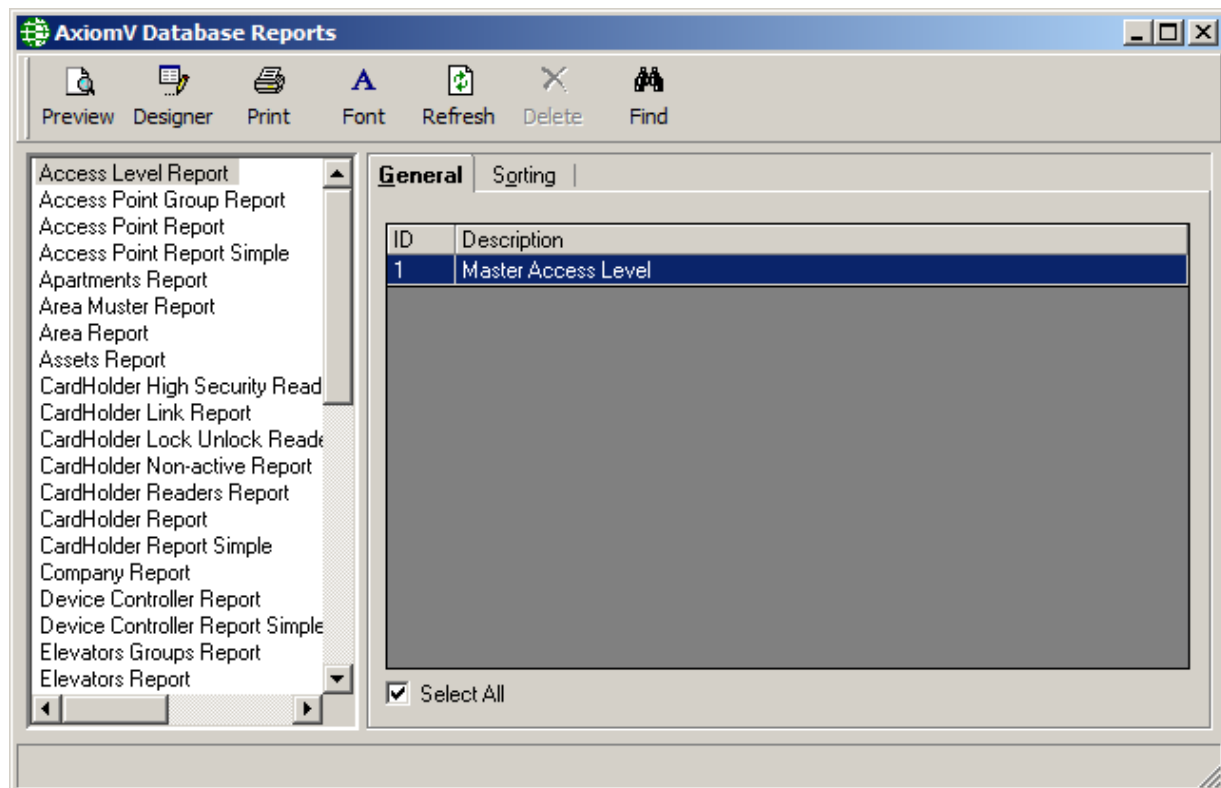 AxiomV Database Reports
Preview Designer Print Font Refresh Delete Find
Access Level Report
Access Point Group Report
Access Point Report
Access Point Report Simple
Apartments Report
Area Muster Report
Area Report
Assets Report
CardHolder High Security Read
CardHolder Link Report
CardHolder Lock Unlock Reade
CardHolder Non-active Report
CardHolder Readers Report
CardHolder Report
CardHolder Report Simple
Company Report
Device Controller Report
Device Controller Report Simple
Elevators Groups Report
Elevators Report
General Sorting
ID Description
1 Master Access Level
Select All